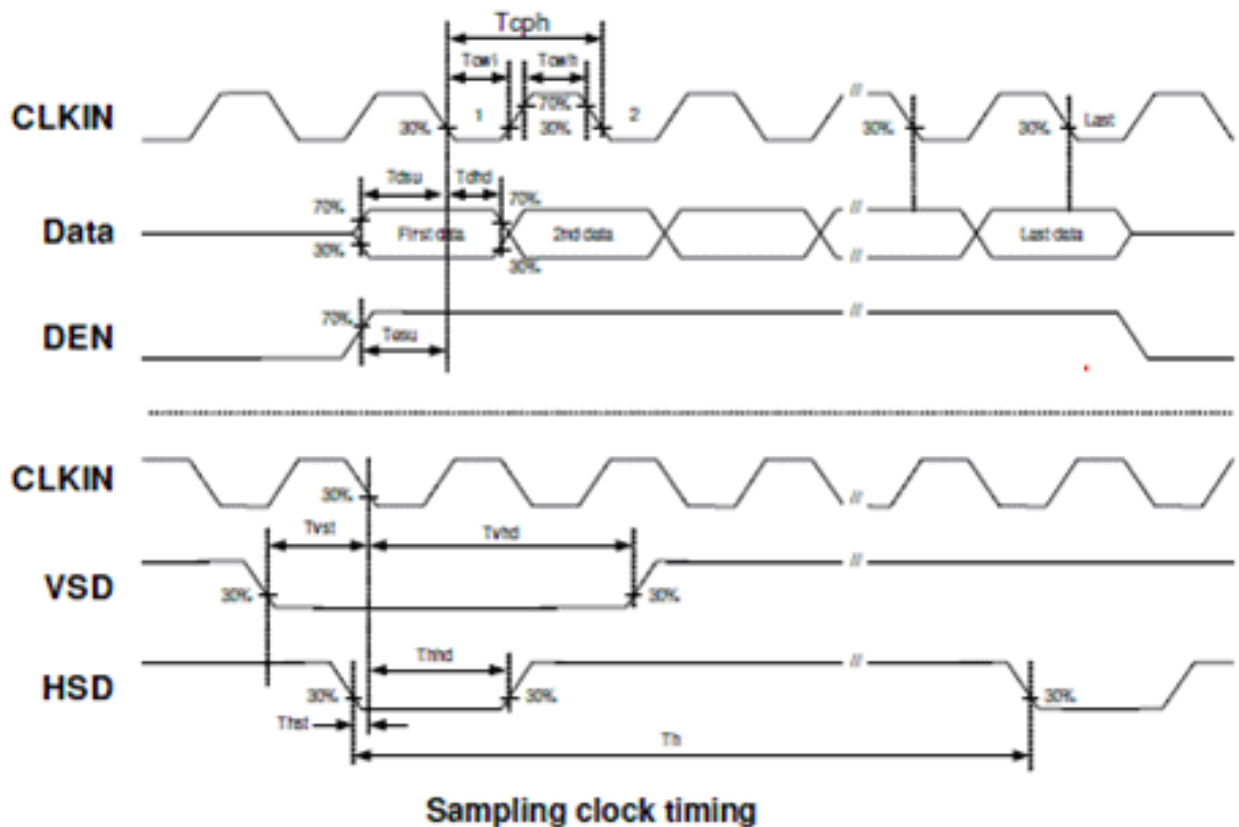 Tcph
Tcwl Tcwh
CLKIN
30% 1 70% 30% 2 // 30% 30% Last
Tdsu Tdhd
70% 70%
Data First data 2nd data // Last data
30% 30%
DEN 70% Tesu //
CLKIN 30% //
Tvst Tvhd
VSD 30% 30% //
Thhd
HSD 30% 30% // 30%
Thst
Th
Sampling clock timing